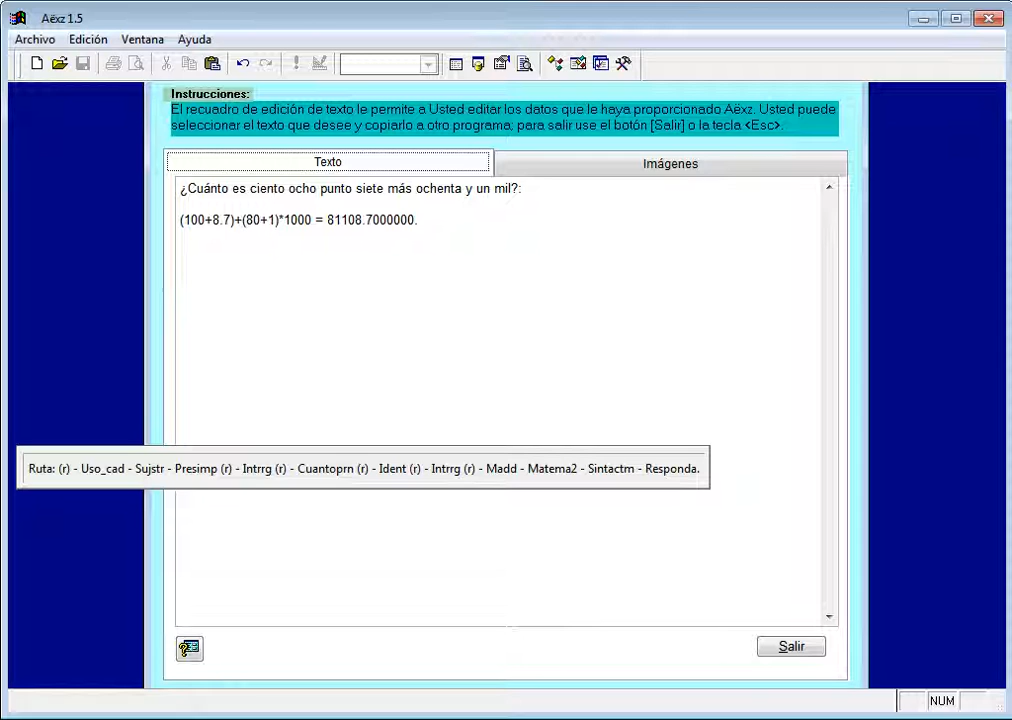 Aëxz 1.5
Archivo Edición Ventana Ayuda
Instrucciones:
El recuadro de edición de texto le permite a Usted editar los datos que le haya proporcionado Aëxz. Usted puede
seleccionar el texto que desee y copiarlo a otro programa; para salir use el botón [Salir] o la tecla <Esc>.
Texto Imágenes
¿Cuánto es ciento ocho punto siete más ochenta y un mil?:
(100+8.7)+(80+1)*1000 = 81108.7000000.
Ruta: (r) - Uso_cad - Sujstr - Presimp (r) - Intrrg (r) - Cuantoprn (r) - Ident (r) - Intrrg (r) - Madd - Matema2 - Sintactm - Responda.
Salir
NUM